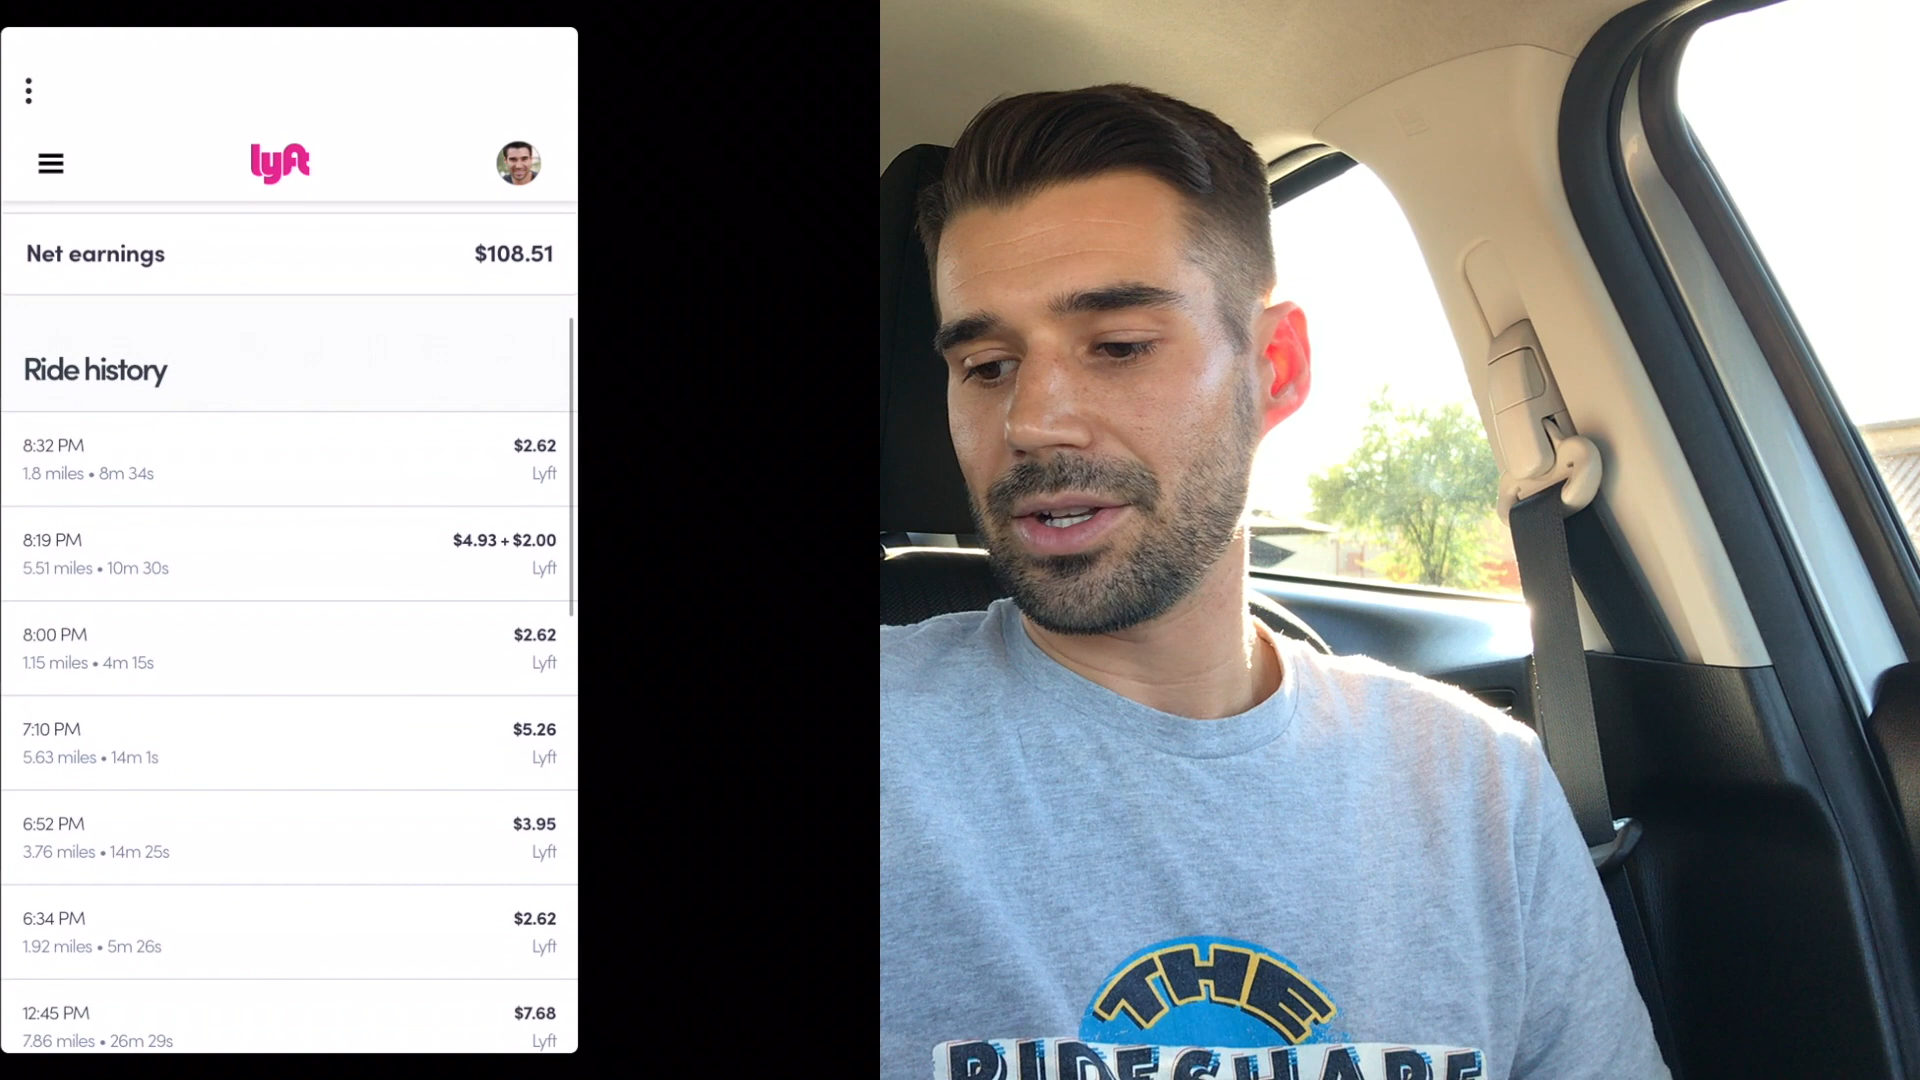 lyft
Net earnings $108.51
Ride history
8:32 PM $2.62
1.8 miles • 8m 34s Lyft
8:19 PM $4.93 + $2.00
5.51 miles • 10m 30s Lyft
8:00 PM $2.62
1.15 miles • 4m 15s Lyft
7:10 PM $5.26
5.63 miles • 14m 1s Lyft
6:52 PM $3.95
3.76 miles • 14m 25s Lyft
6:34 PM $2.62
1.92 miles • 5m 26s Lyft
12:45 PM $7.68
7.86 miles • 26m 29s Lyft
THE
RIDESHARE